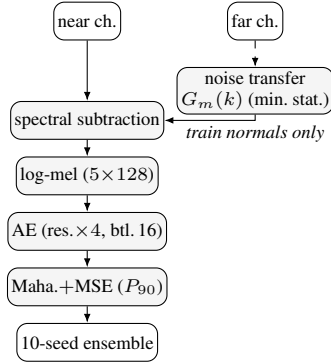 near ch.
far ch.
noise transfer
G_m(k) (min. stat.)
spectral subtraction
train normals only
log-mel (5×128)
AE (res.×4, btl. 16)
Maha.+MSE (P_90)
10-seed ensemble